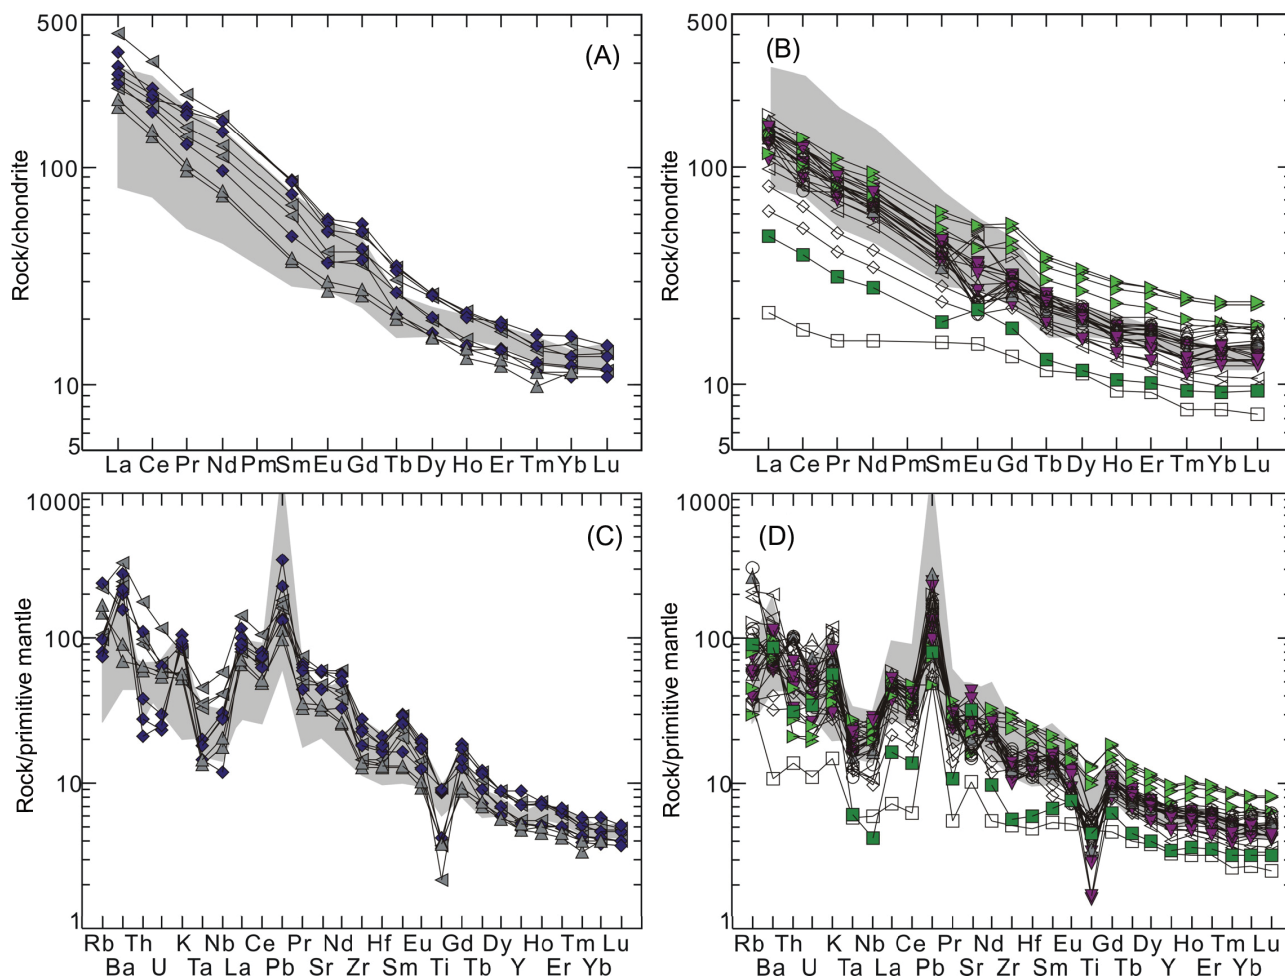 500
(A)
100
Rock/chondrite
10
5
La Ce Pr Nd Pm Sm Eu Gd Tb Dy Ho Er Tm Yb Lu
500
(B)
100
Rock/chondrite
10
5
La Ce Pr Nd Pm Sm Eu Gd Tb Dy Ho Er Tm Yb Lu
1000
(C)
100
Rock/primitive mantle
10
1
Rb Th K Nb Ce Pr Nd Hf Eu Gd Dy Ho Tm Lu
Ba U Ta La Pb Sr Zr Sm Ti Tb Y Er Yb
1000
(D)
100
Rock/primitive mantle
10
1
Rb Th K Nb Ce Pr Nd Hf Eu Gd Dy Ho Tm Lu
Ba U Ta La Pb Sr Zr Sm Ti Tb Y Er Yb